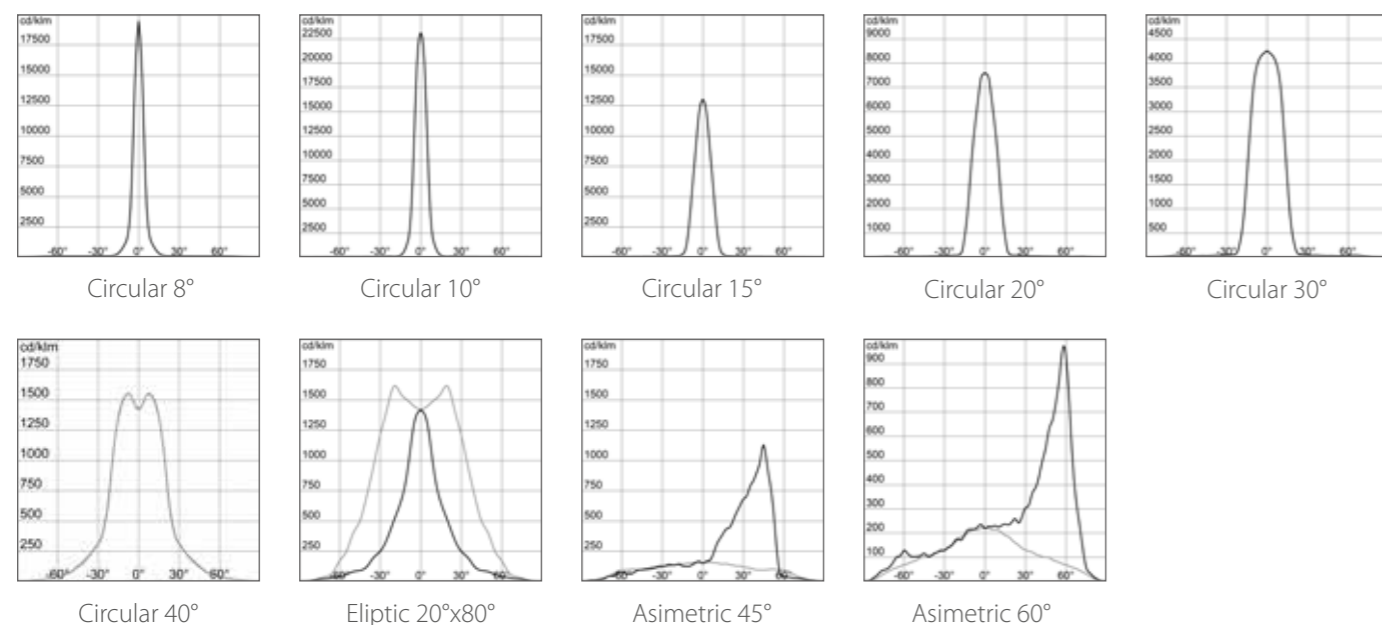 cd/klm
17500
15000
12500
10000
7500
5000
2500
-60° -30° 0° 30° 60°
Circular 8°
cd/klm
22500
20000
17500
15000
12500
10000
7500
5000
2500
-60° -30° 0° 30° 60°
Circular 10°
cd/klm
17500
15000
12500
10000
7500
5000
2500
-60° -30° 0° 30° 60°
Circular 15°
cd/klm
9000
8000
7000
6000
5000
4000
3000
2000
1000
-60° -30° 0° 30° 60°
Circular 20°
cd/klm
4500
4000
3500
3000
2500
2000
1500
1000
500
-60° -30° 0° 30° 60°
Circular 30°
cd/klm
1750
1500
1250
1000
750
500
250
-60° -30° 0° 30° 60°
Circular 40°
cd/klm
1750
1500
1250
1000
750
500
250
-60° -30° 0° 30° 60°
Eliptic 20°x80°
cd/klm
1750
1500
1250
1000
750
500
250
-60° -30° 0° 30° 60°
Asimetric 45°
cd/klm
900
800
700
600
500
400
300
200
100
-60° -30° 0° 30° 60°
Asimetric 60°